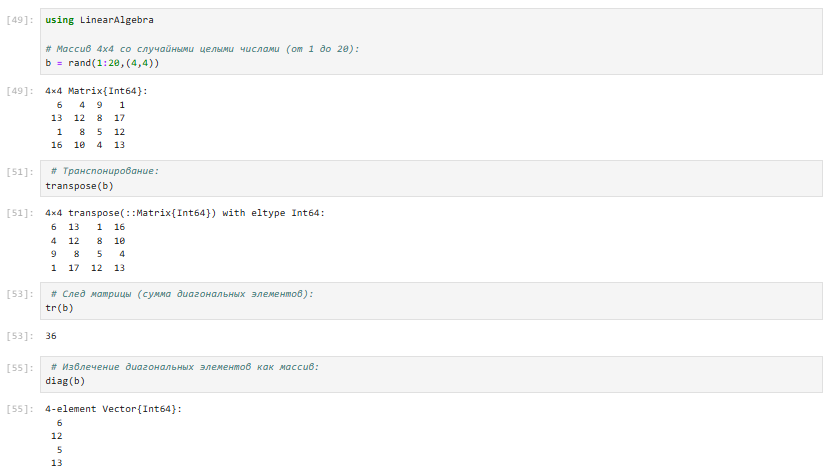 [49]: using LinearAlgebra
# Массив 4x4 со случайными целыми числами (от 1 до 20):
b = rand(1:20,(4,4))
[49]: 4×4 Matrix{Int64}:
6 4 9 1
13 12 8 17
1 8 5 12
16 10 4 13
[51]: # Транспонирование:
transpose(b)
[51]: 4×4 transpose(::Matrix{Int64}) with eltype Int64:
6 13 1 16
4 12 8 10
9 8 5 4
1 17 12 13
[53]: # След матрицы (сумма диагональных элементов):
tr(b)
[53]: 36
[55]: # Извлечение диагональных элементов как массив:
diag(b)
[55]: 4-element Vector{Int64}:
6
12
5
13